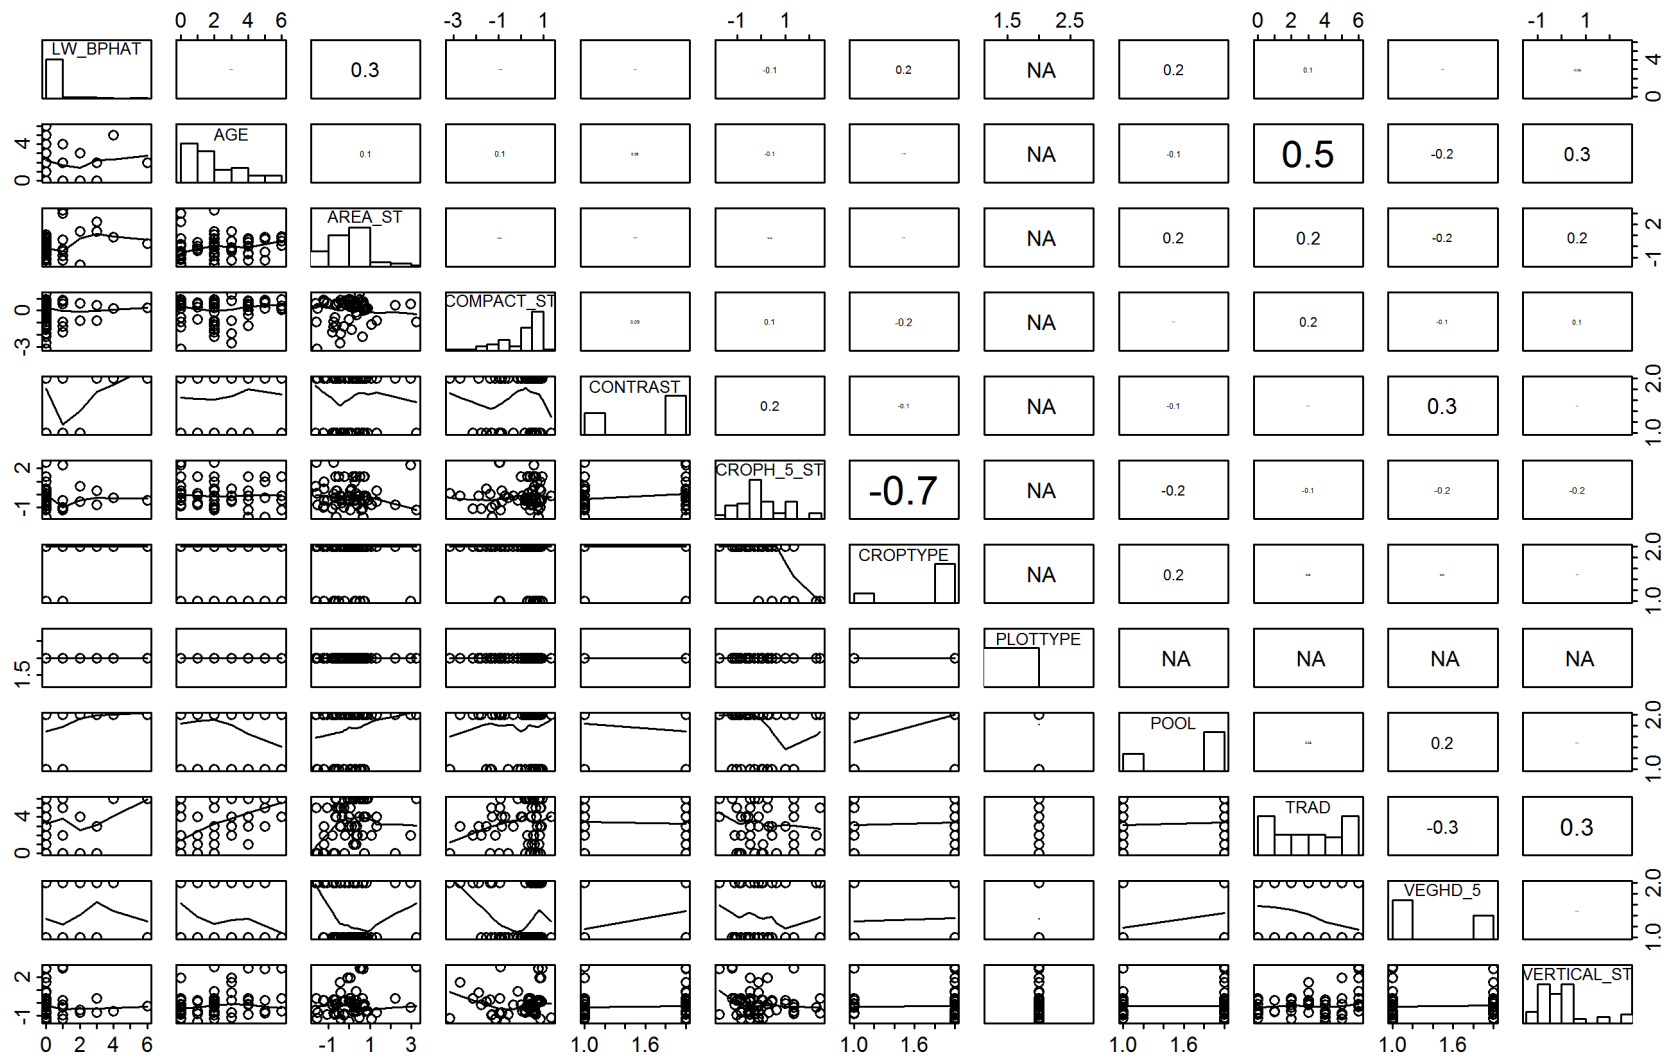 0 2 4 6 -3 -1 1 -1 1 1.5 2.5 0 2 4 6 -1 1
LW_BPHAT 0.3 -0.1 0.2 NA 0.2 0.1 0 4
0 4 AGE 0.1 0.1 -0.1 NA -0.1 0.5 -0.2 0.3
AREA_ST NA 0.2 0.2 -0.2 0.2 -1 2
-3 0 COMPACT_ST 0.09 0.1 -0.2 NA 0.2 -0.1 0.1
CONTRAST 0.2 -0.1 NA -0.1 0.3 1.0 2.0
-1 2 CROPH_5_ST -0.7 NA -0.2 -0.1 -0.2 -0.2
CROPTYPE NA 0.2 1.0 2.0
1.5 PLOTTYPE NA NA NA NA
POOL 0.2 1.0 2.0
0 4 TRAD -0.3 0.3
VEGHD_5 1.0 2.0
-1 2 VERTICAL_ST
0 2 4 6 -1 1 3 1.0 1.6 1.0 1.6 1.0 1.6 1.0 1.6